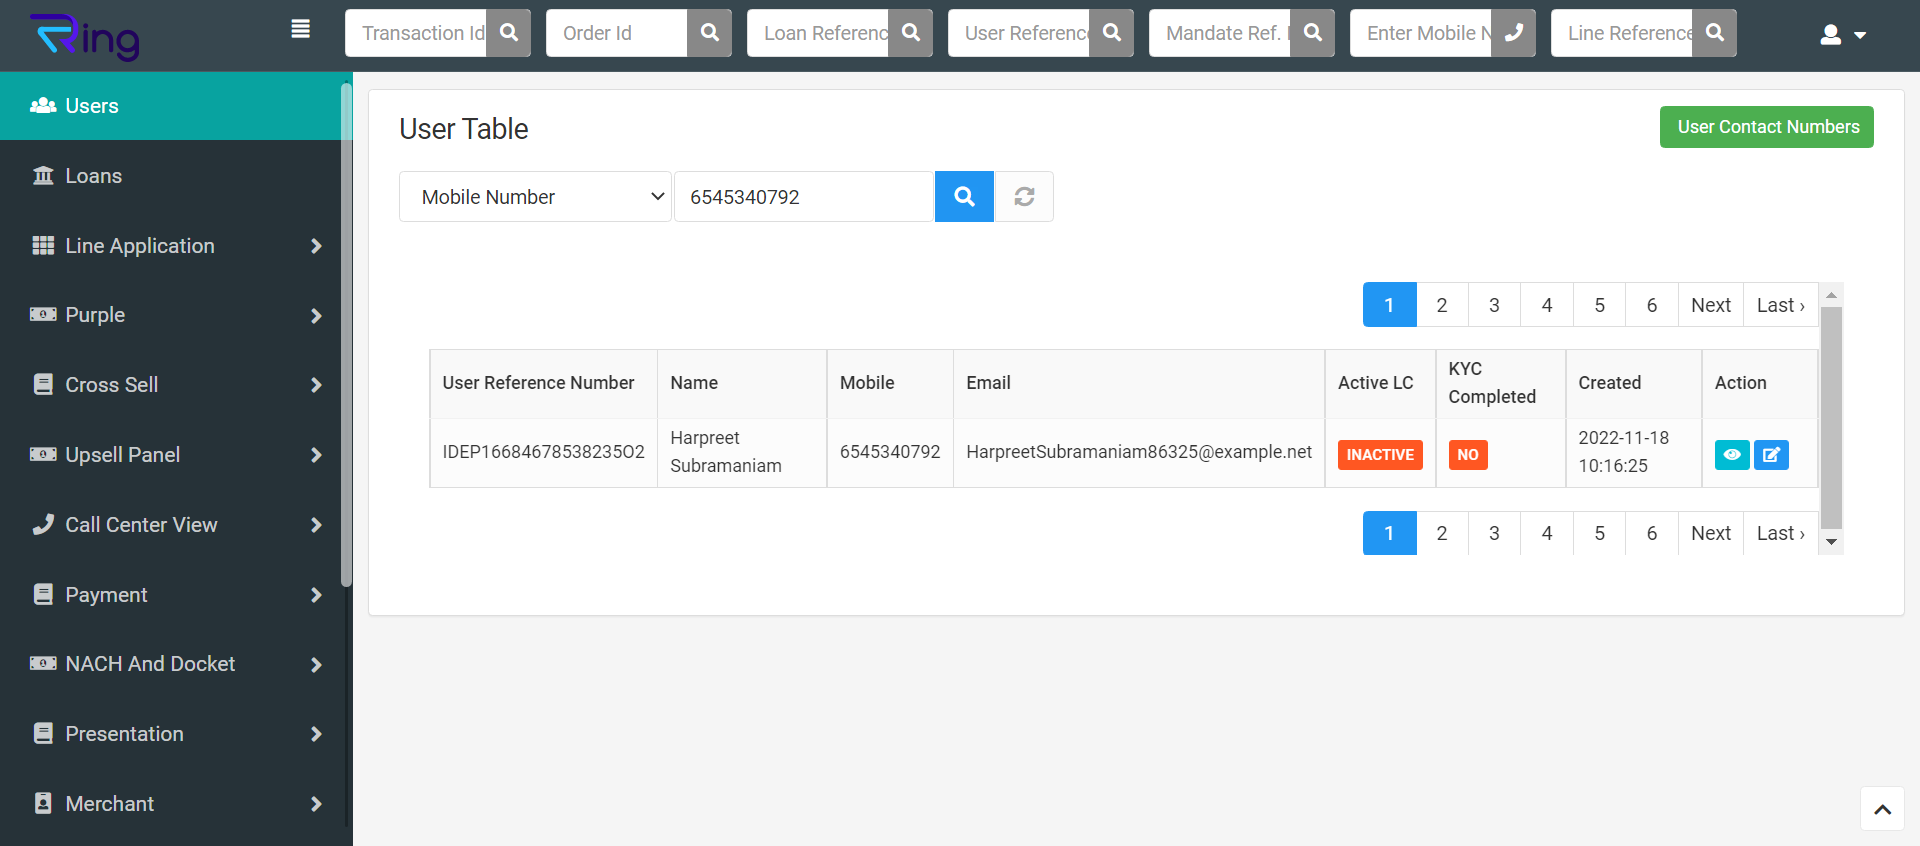 Ring
Transaction Id
Order Id
Loan Referenc
User Referenc
Mandate Ref.
Enter Mobile N
Line Reference
Users
Loans
Line Application
Purple
Cross Sell
Upsell Panel
Call Center View
Payment
NACH And Docket
Presentation
Merchant
User Table
User Contact Numbers
Mobile Number
6545340792
1 2 3 4 5 6 Next Last ›
User Reference Number
Name
Mobile
Email
Active LC
KYC
Completed
Created
Action
IDEP16684678538235O2
Harpreet
Subramaniam
6545340792
HarpreetSubramaniam86325@example.net
INACTIVE
NO
2022-11-18
10:16:25
1 2 3 4 5 6 Next Last ›